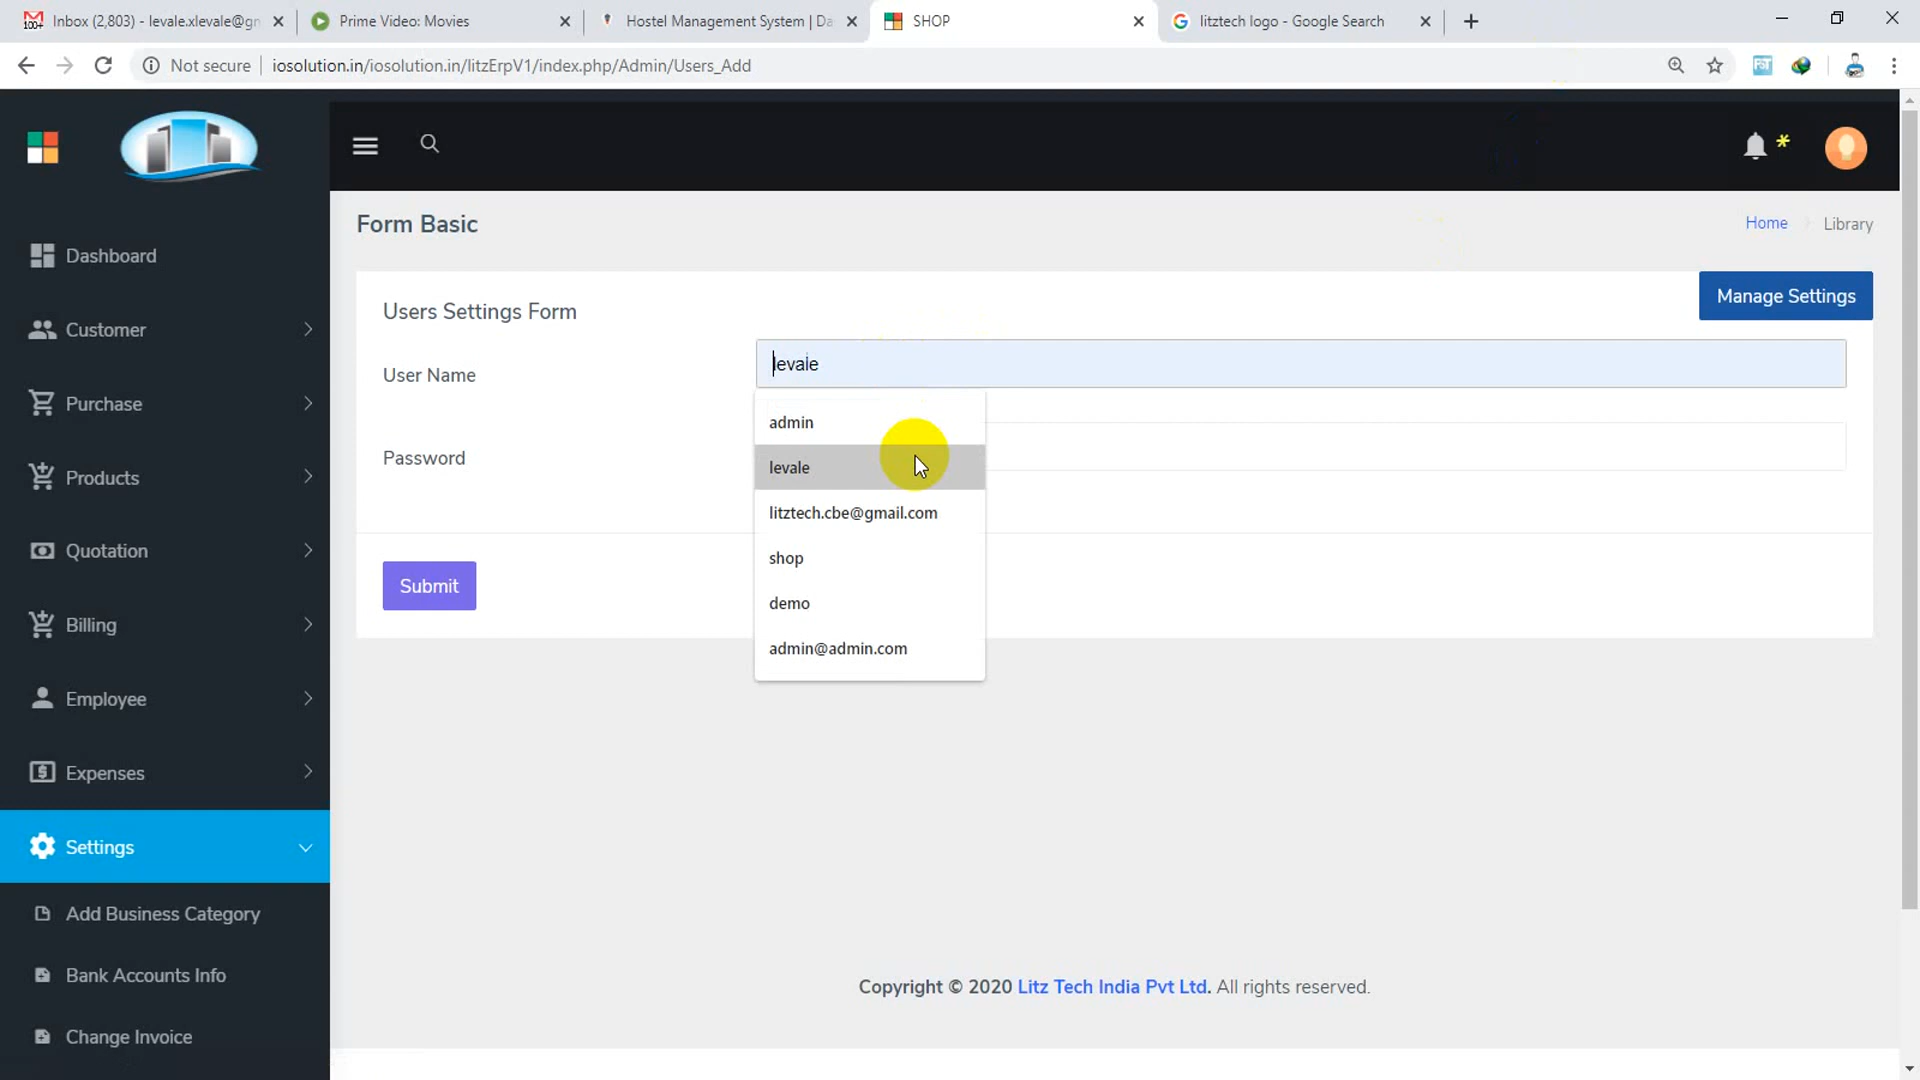 Inbox (2,803) - levale.xlevale@gn
Prime Video: Movies
Hostel Management System | Da
SHOP
litztech logo - Google Search
Not secure
iosolution.in/iosolution.in/litzErpV1/index.php/Admin/Users_Add
Form Basic
Home
Library
Dashboard
Customer
Purchase
Products
Quotation
Billing
Employee
Expenses
Settings
Add Business Category
Bank Accounts Info
Change Invoice
Manage Settings
Users Settings Form
User Name
levale
Password
admin
levale
litztech.cbe@gmail.com
shop
demo
admin@admin.com
Submit
Copyright © 2020 Litz Tech India Pvt Ltd. All rights reserved.